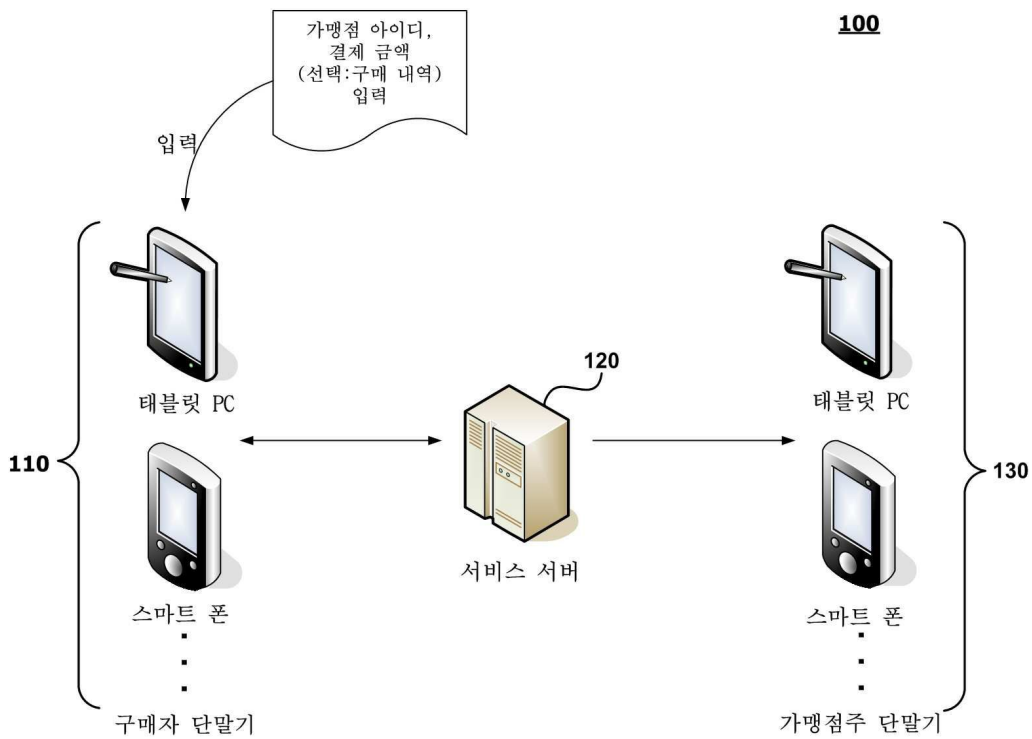 100
가맹점 아이디,
결제 금액
(선택:구매 내역)
입력
입력
태블릿 PC
스마트 폰
구매자 단말기
110
120
서비스 서버
태블릿 PC
스마트 폰
가맹점주 단말기
130